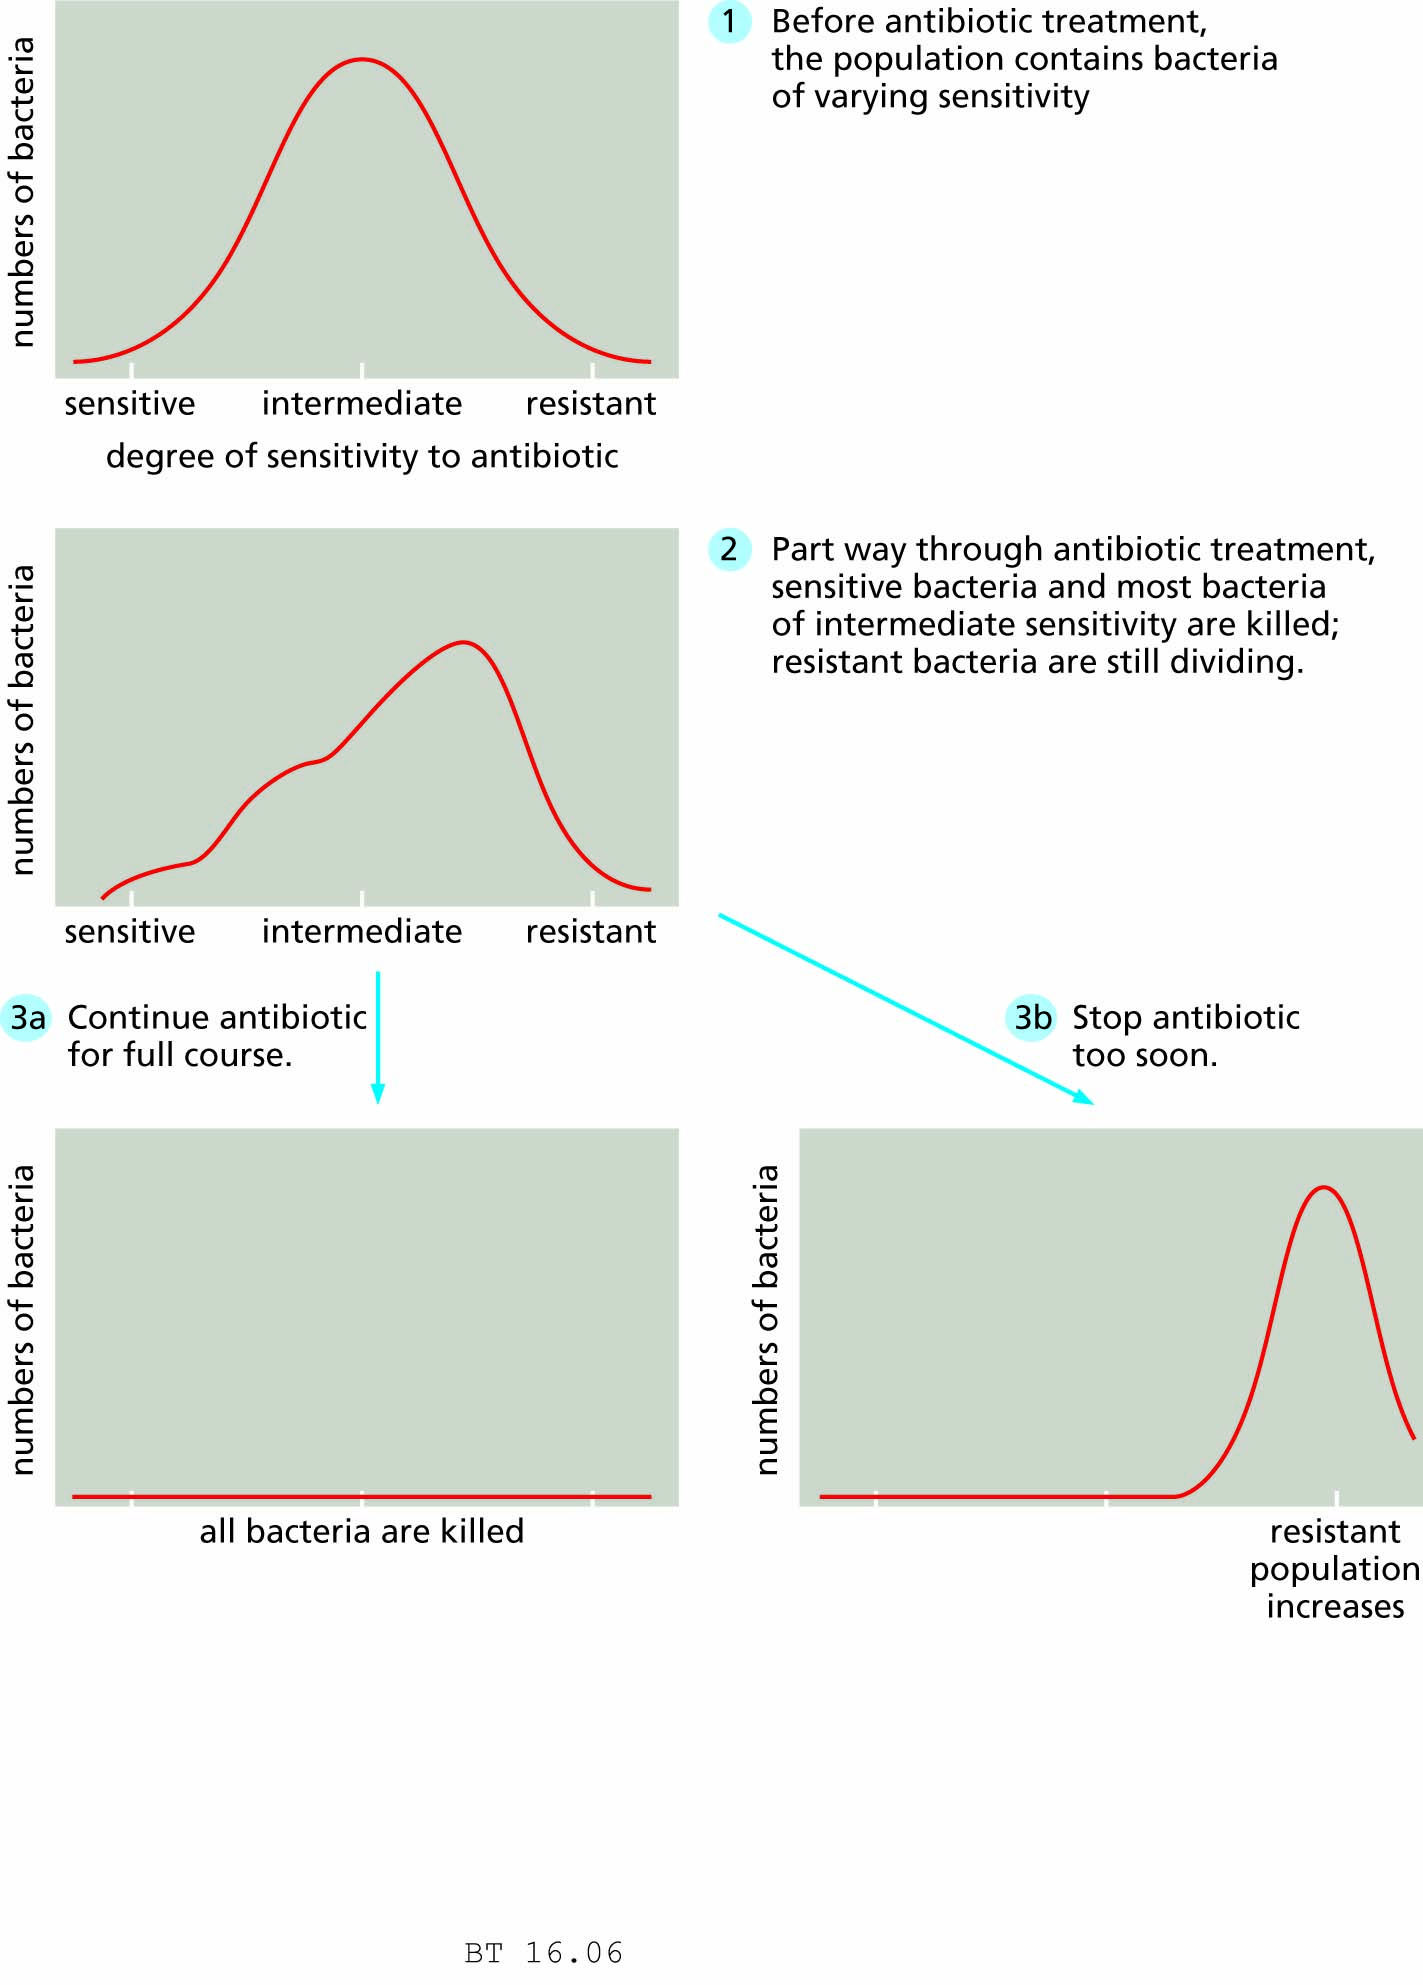 numbers of bacteria
sensitive intermediate resistant
degree of sensitivity to antibiotic
1 Before antibiotic treatment,
the population contains bacteria
of varying sensitivity
numbers of bacteria
sensitive intermediate resistant
2 Part way through antibiotic treatment,
sensitive bacteria and most bacteria
of intermediate sensitivity are killed;
resistant bacteria are still dividing.
3a Continue antibiotic
for full course.
3b Stop antibiotic
too soon.
numbers of bacteria
all bacteria are killed
numbers of bacteria
resistant
population
increases
BT 16.06